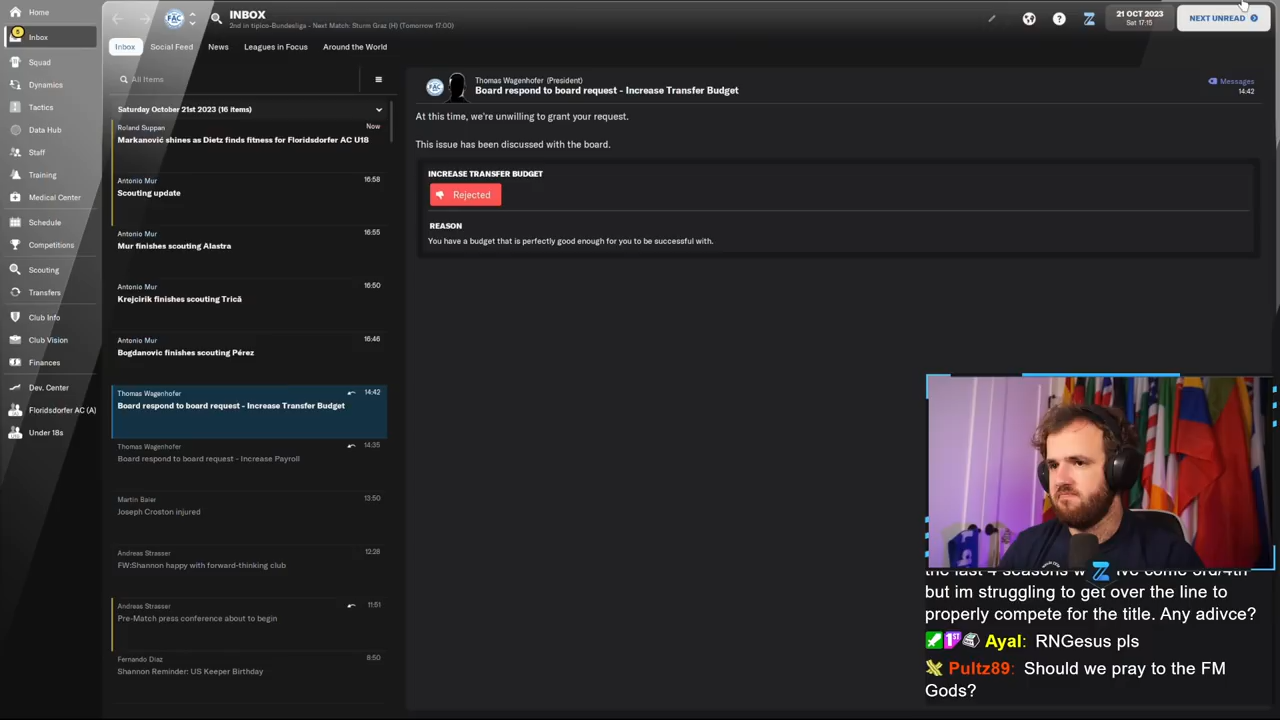 Home
INBOX
2nd in tipico-Bundesliga - Next Match: Sturm Graz (H) (Tomorrow 17.00)
21 OCT 2023
Sat 17:15
NEXT UNREAD
5
Inbox
Inbox
Social Feed
News
Leagues in Focus
Around the World
Squad
Dynamics
Tactics
Data Hub
Staff
Training
Medical Center
Schedule
Competitions
Scouting
Transfers
Club Info
Club Vision
Finances
Dev. Center
Floridsdorfer AC (A)
Under 18s
All Items
Saturday October 21st 2023 (16 items)
Roland Suppan
Now
Markanović shines as Dietz finds fitness for Floridsdorfer AC U18
Antonio Mur
16:58
Scouting update
Antonio Mur
16:55
Mur finishes scouting Alastra
Antonio Mur
16:50
Krejcirik finishes scouting Trică
Antonio Mur
16:46
Bogdanovic finishes scouting Pérez
Thomas Wagenhofer
14:42
Board respond to board request - Increase Transfer Budget
Thomas Wagenhofer
14:35
Board respond to board request - Increase Payroll
Martin Baier
13:50
Joseph Croston injured
Andreas Strasser
12:28
FW:Shannon happy with forward-thinking club
Andreas Strasser
11:51
Pre-Match press conference about to begin
Fernando Diaz
8:50
Shannon Reminder: US Keeper Birthday
FAC
Thomas Wagenhofer (President)
Board respond to board request - Increase Transfer Budget
Messages
14:42
At this time, we're unwilling to grant your request.
This issue has been discussed with the board.
INCREASE TRANSFER BUDGET
Rejected
REASON
You have a budget that is perfectly good enough for you to be successful with.
but im struggling to get over the line to
properly compete for the title. Any adivce?
Ayal: RNGesus pls
Pultz89: Should we pray to the FM
Gods?